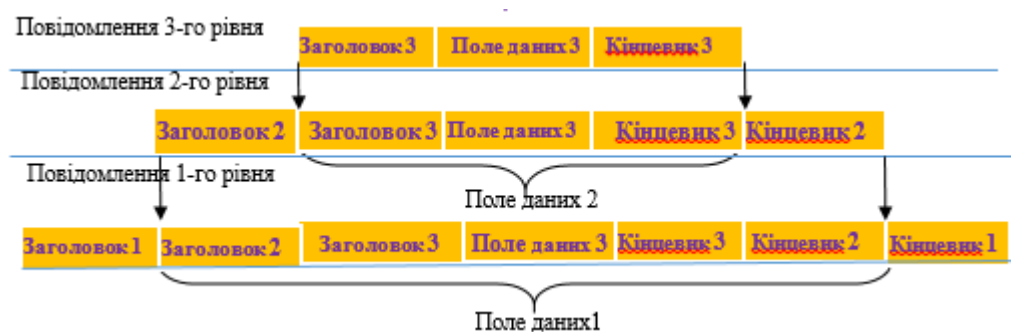 Повідомлення 3-го рівня
Заголовок 3 Поле даних 3 Кінцевик 3
Повідомлення 2-го рівня
Заголовок 2 Заголовок 3 Поле даних 3 Кінцевик 3 Кінцевик 2
Повідомлення 1-го рівня
Поле даних 2
Заголовок 1 Заголовок 2 Заголовок 3 Поле даних 3 Кінцевик 3 Кінцевик 2 Кінцевик 1
Поле даних1